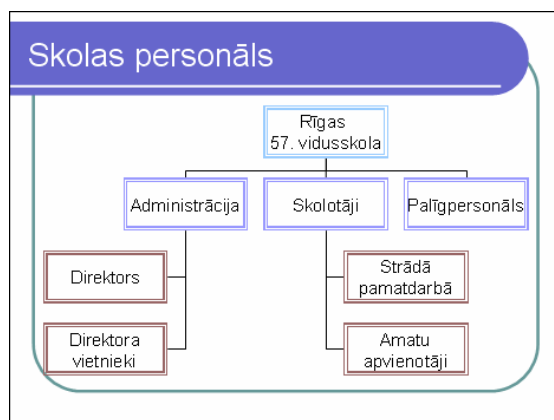 Skolas personāls
Rīgas
57. vidusskola
Administrācija
Skolotāji
Palīgpersonāls
Direktors
Direktora
vietnieki
Strādā
pamatdarbā
Amatu
apvienotāji